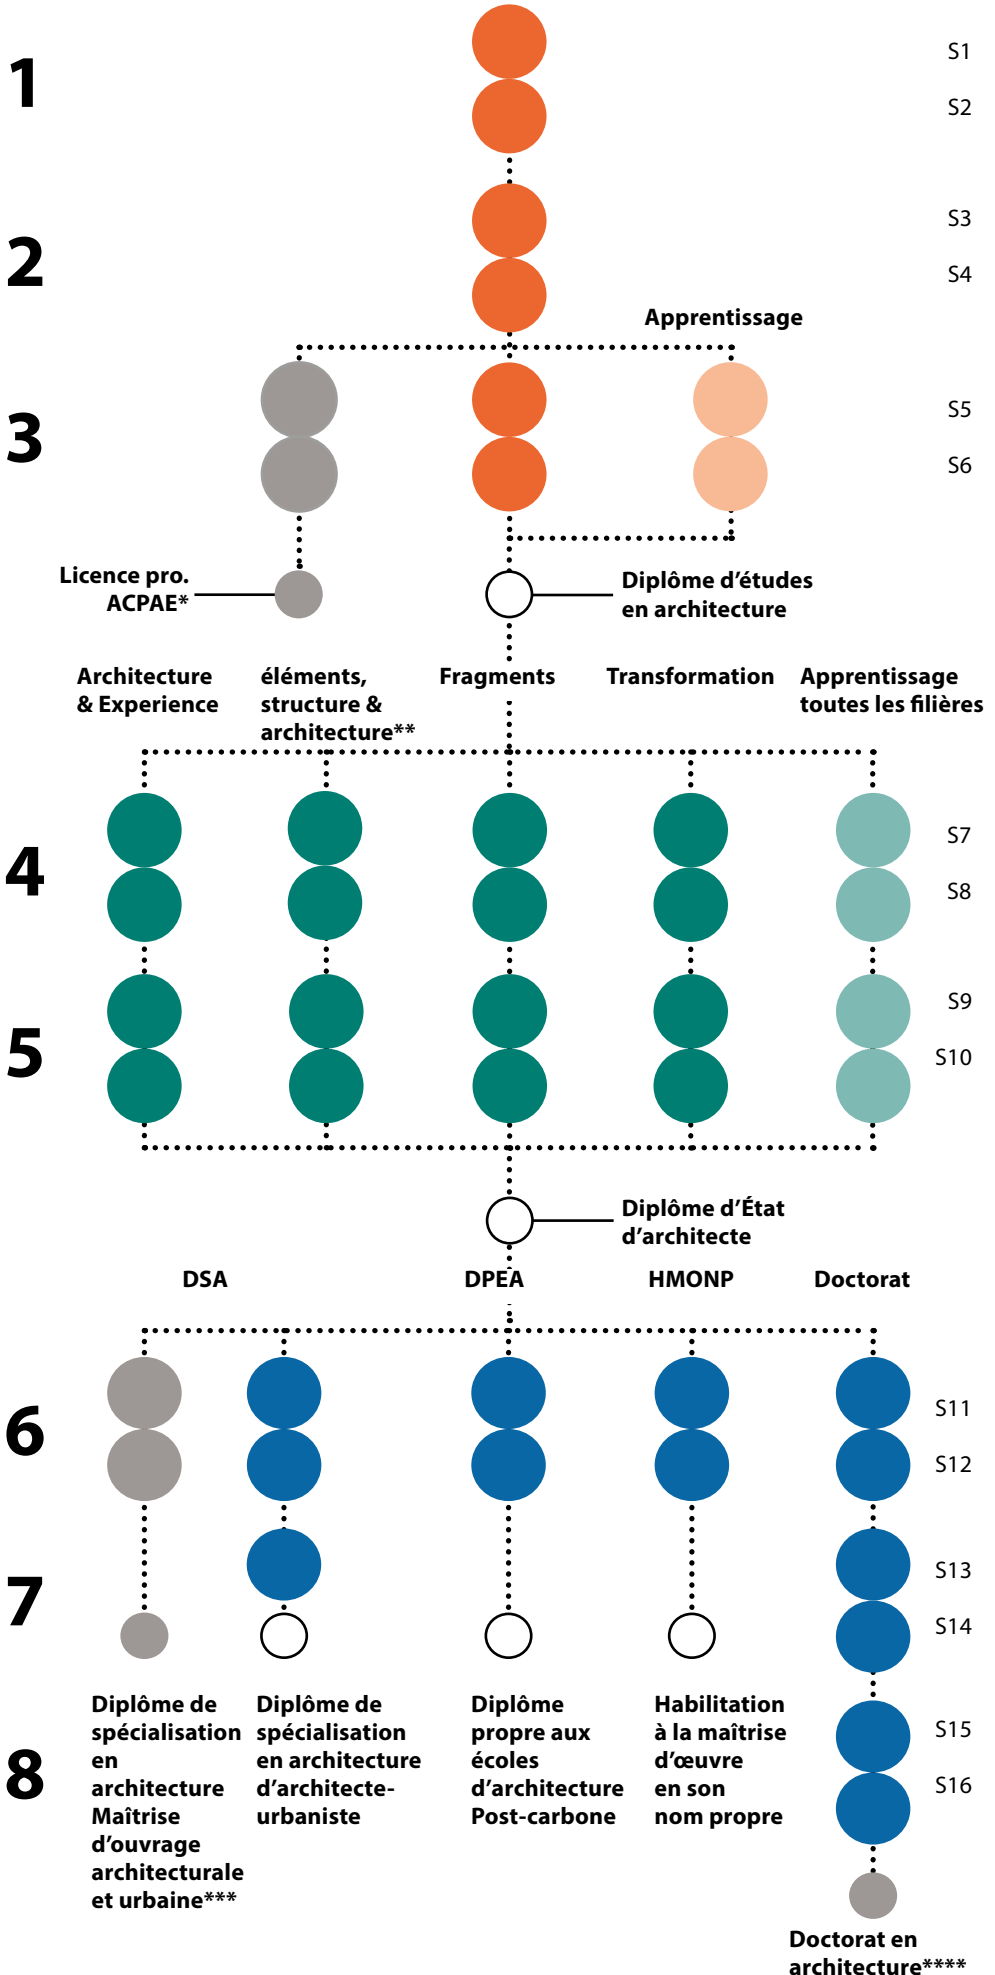 1
S1
S2
2
S3
S4
Apprentissage
3
S5
S6
Licence pro.
ACPAE*
Diplôme d'études
en architecture
Architecture
& Experience
éléments,
structure &
architecture**
Fragments
Transformation
Apprentissage
toutes les filières
4
S7
S8
5
S9
S10
Diplôme d’État
d’architecte
DSA
DPEA
HMONP
Doctorat
6
S11
S12
7
S13
S14
Diplôme de
spécialisation
en
architecture
Maîtrise
d'ouvrage
architecturale
et urbaine***
Diplôme de
spécialisation
en architecture
d'architecte-
urbaniste
Diplôme
propre aux
écoles
d'architecture
Post-carbone
Habilitation
à la maîtrise
d’œuvre
en son
nom propre
8
S15
S16
Doctorat en
architecture****